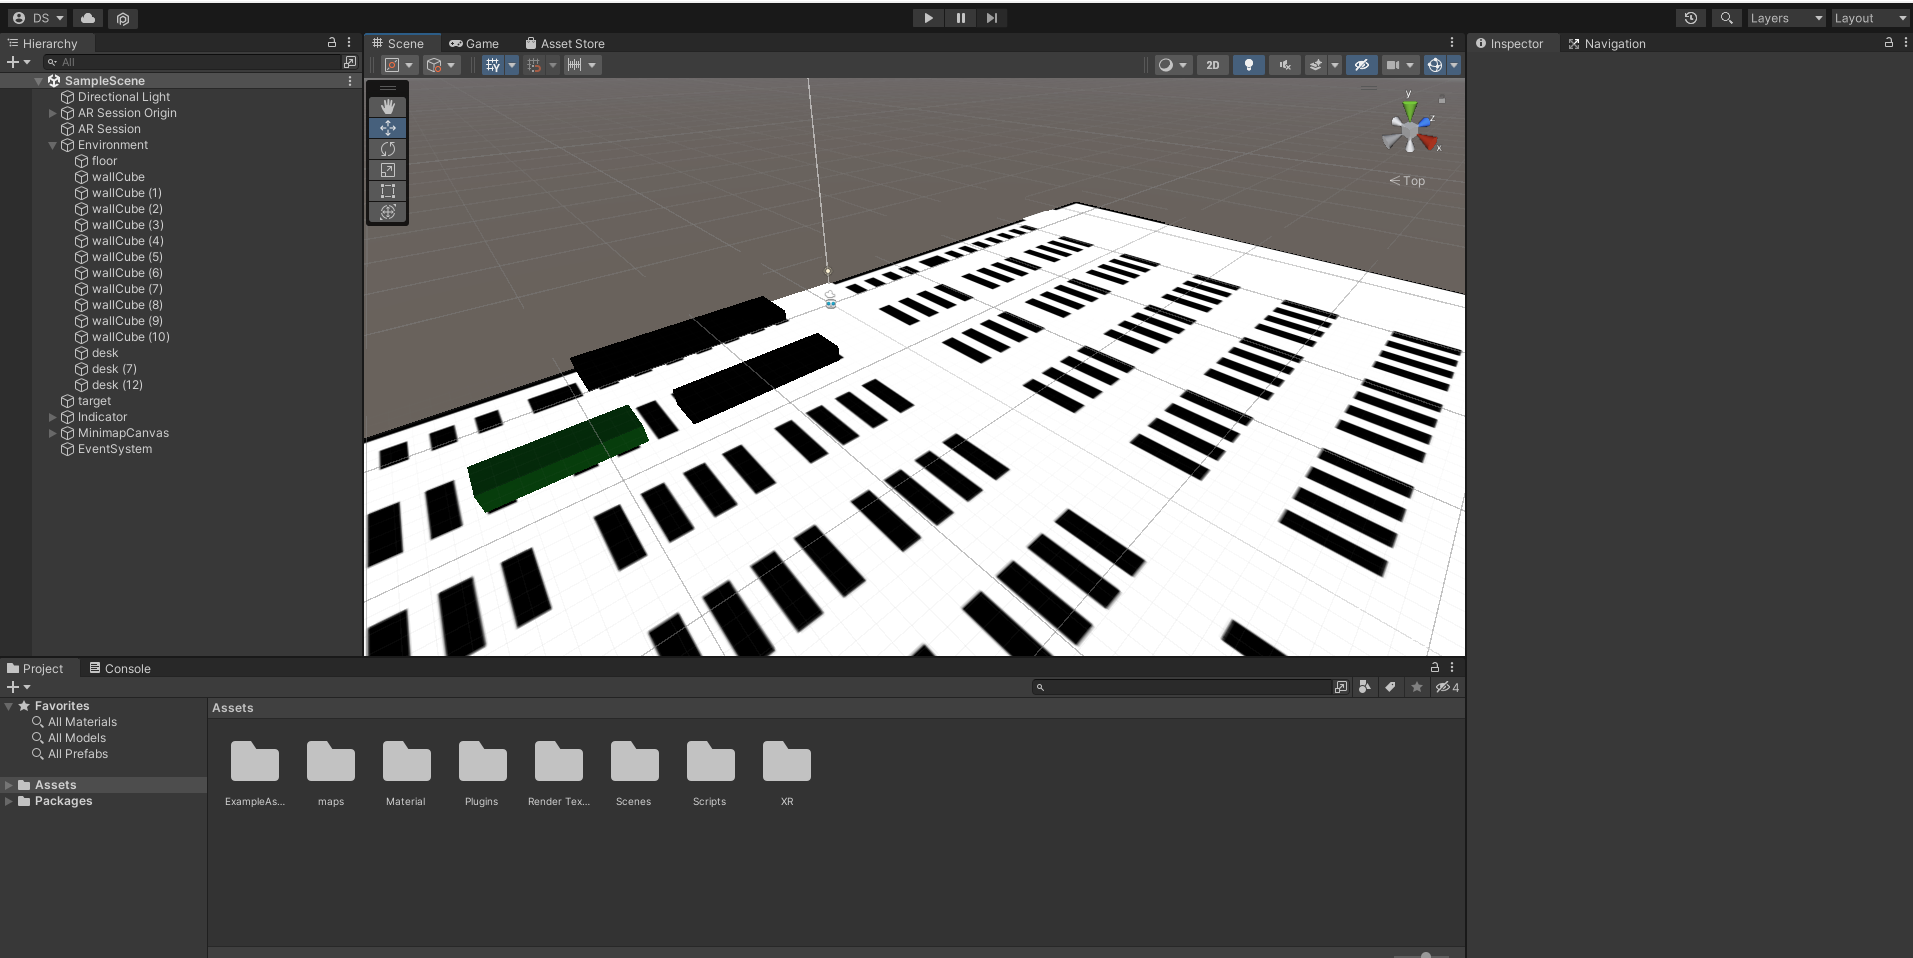 DS
Layers
Layout
Hierarchy
Scene
Game
Asset Store
Inspector
Navigation
All
2D
SampleScene
Directional Light
AR Session Origin
AR Session
Environment
floor
wallCube
wallCube (1)
wallCube (2)
wallCube (3)
wallCube (4)
wallCube (5)
wallCube (6)
wallCube (7)
wallCube (8)
wallCube (9)
wallCube (10)
desk
desk (7)
desk (12)
target
Indicator
MinimapCanvas
EventSystem
y
z
x
Top
Project
Console
4
Favorites
All Materials
All Models
All Prefabs
Assets
Packages
Assets
ExampleAs...
maps
Material
Plugins
Render Tex...
Scenes
Scripts
XR